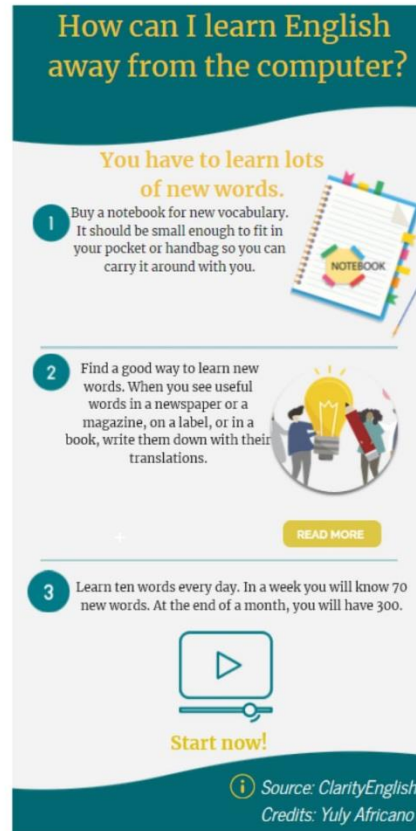 How can I learn English
away from the computer?
You have to learn lots
of new words.
1
Buy a notebook for new vocabulary.
It should be small enough to fit in
your pocket or handbag so you can
carry it around with you.
NOTEBOOK
2
Find a good way to learn new
words. When you see useful
words in a newspaper or a
magazine, on a label, or in a
book, write them down with their
translations.
READ MORE
3
Learn ten words every day. In a week you will know 70
new words. At the end of a month, you will have 300.
Start now!
i Source: ClarityEnglish
Credits: Yuly Africano